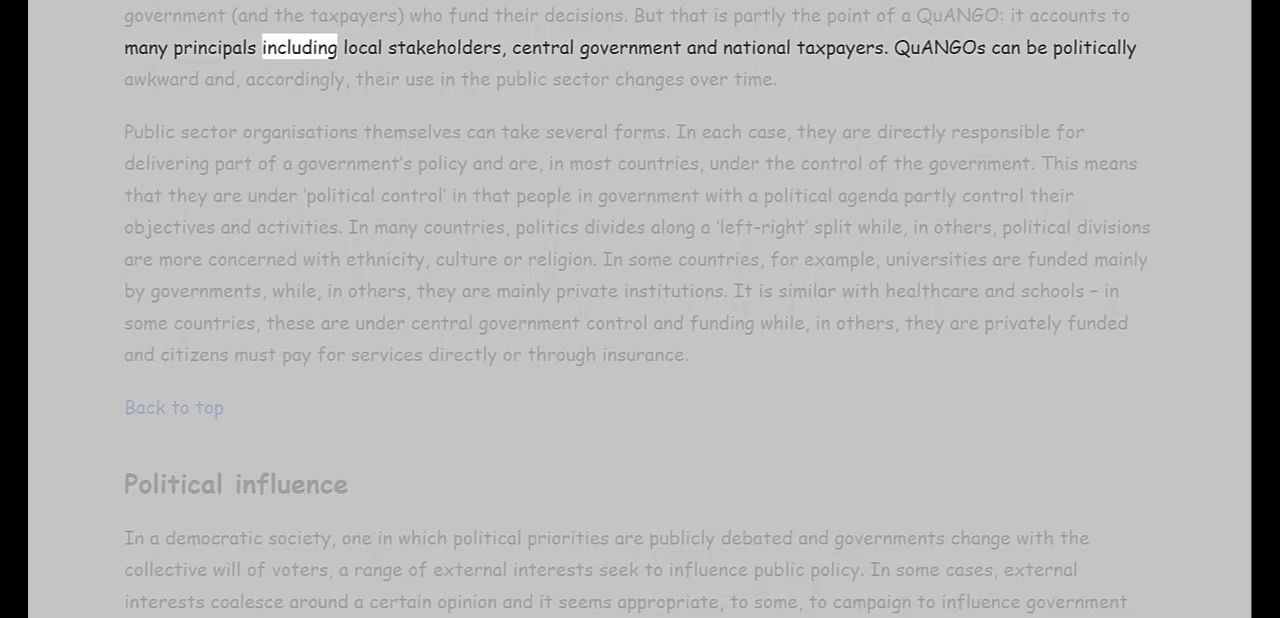 government (and the taxpayers) who fund their decisions. But that is partly the point of a QuANGO: it accounts to
many principals including local stakeholders, central government and national taxpayers. QuANGOs can be politically
awkward and, accordingly, their use in the public sector changes over time.
Public sector organisations themselves can take several forms. In each case, they are directly responsible for
delivering part of a government's policy and are, in most countries, under the control of the government. This means
that they are under 'political control' in that people in government with a political agenda partly control their
objectives and activities. In many countries, politics divides along a 'left-right' split while, in others, political divisions
are more concerned with ethnicity, culture or religion. In some countries, for example, universities are funded mainly
by governments, while, in others, they are mainly private institutions. It is similar with healthcare and schools – in
some countries, these are under central government control and funding while, in others, they are privately funded
and citizens must pay for services directly or through insurance.
Back to top
Political influence
In a democratic society, one in which political priorities are publicly debated and governments change with the
collective will of voters, a range of external interests seek to influence public policy. In some cases, external
interests coalesce around a certain opinion and it seems appropriate, to some, to campaign to influence government